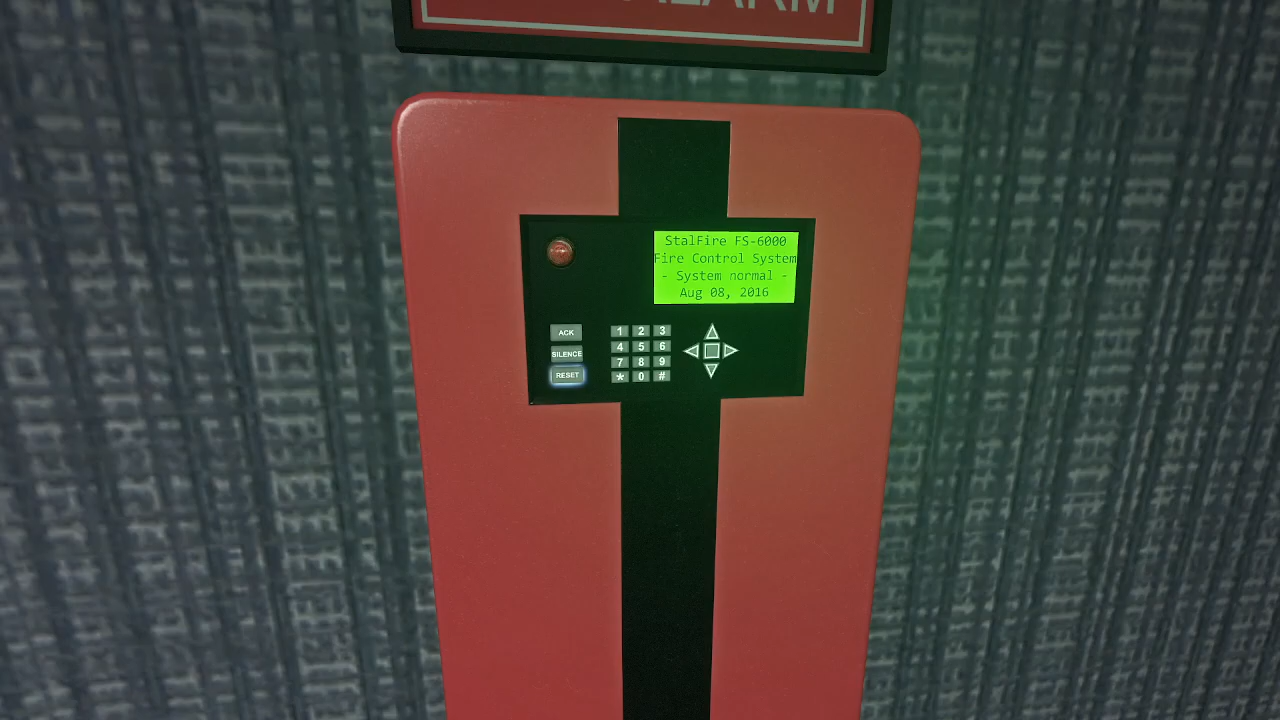 ALARM
StalFire FS-6000
Fire Control System
- System normal -
Aug 08, 2016
ACK
SILENCE
RESET
1 2 3
4 5 6
7 8 9
* 0 #